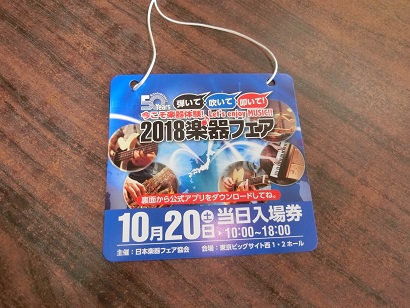 50 Years
弾いて 吹いて 叩いて!
今こそ楽器体験! Let's enjoy MUSIC!!
2018楽器フェア
裏面から公式アプリをダウンロードしてね。
10月20日土 当日入場券
10:00~18:00
主催：日本楽器フェア協会　会場：東京ビッグサイト西1・2ホール